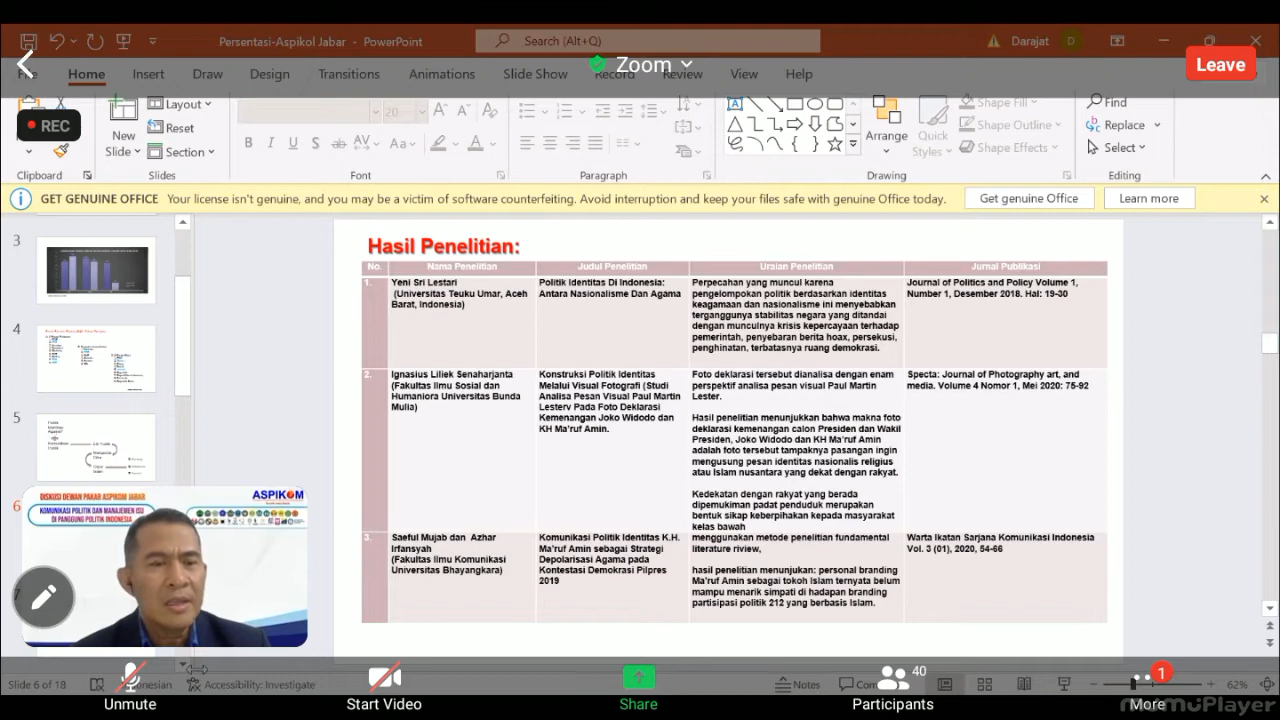 Persentasi-Aspikol Jabar - PowerPoint
Search (Alt+Q)
Darajat
D
Zoom
Leave
File
Home
Insert
Draw
Design
Transitions
Animations
Slide Show
Record
Review
View
Help
REC
New
Slide
Layout
Reset
Section
20
Arrange
Quick
Styles
Shape Fill
Shape Outline
Shape Effects
Find
Replace
Select
Clipboard
Slides
Font
Paragraph
Drawing
Editing
GET GENUINE OFFICE Your license isn't genuine, and you may be a victim of software counterfeiting. Avoid interruption and keep your files safe with genuine Office today.
Get genuine Office
Learn more
3
4
5
6
7
DISKUSI DEWAN PAKAR ASPIKOM JABAR
KOMUNIKASI POLITIK DAN MANAJEMEN ISU
DI PANGGUNG POLITIK INDONESIA
ASPIKOM
Hasil Penelitian:
No.
Nama Penelitian
Judul Penelitian
Uraian Penelitian
Jurnal Publikasi
1.
Yeni Sri Lestari
(Universitas Teuku Umar, Aceh
Barat, Indonesia)
Politik Identitas Di Indonesia:
Antara Nasionalisme Dan Agama
Perpecahan yang muncul karena
pengelompokan politik berdasarkan identitas
keagamaan dan nasionalisme ini menyebabkan
terganggunya stabilitas negara yang ditandai
dengan munculnya krisis kepercayaan terhadap
pemerintah, penyebaran berita hoax, persekusi,
penghinatan, terbatasnya ruang demokrasi.
Journal of Politics and Policy Volume 1,
Number 1, Desember 2018. Hal: 19-30
2.
Ignasius Liliek Senaharjanta
(Fakultas Ilmu Sosial dan
Humaniora Universitas Bunda
Mulia)
Konstruksi Politik Identitas
Melalui Visual Fotografi (Studi
Analisa Pesan Visual Paul Martin
Lesterv Pada Foto Deklarasi
Kemenangan Joko Widodo dan
KH Ma'ruf Amin.
Foto deklarasi tersebut dianalisa dengan enam
perspektif analisa pesan visual Paul Martin
Lester.
Hasil penelitian menunjukkan bahwa makna foto
deklarasi kemenangan calon Presiden dan Wakil
Presiden, Joko Widodo dan KH Ma'ruf Amin
adalah foto tersebut tampaknya pasangan ingin
mengusung pesan identitas nasionalis religius
atau Islam nusantara yang dekat dengan rakyat.
Kedekatan dengan rakyat yang berada
dipemukiman padat penduduk merupakan
bentuk sikap keberpihakan kepada masyarakat
kelas bawah
Specta: Journal of Photography art, and
media. Volume 4 Nomor 1, Mei 2020: 75-92
3.
Saeful Mujab dan Azhar
Irfansyah
(Fakultas Ilmu Komunikasi
Universitas Bhayangkara)
Komunikasi Politik Identitas K.H.
Ma'ruf Amin sebagai Strategi
Depolarisasi Agama pada
Kontestasi Demokrasi Pilpres
2019
menggunakan metode penelitian fundamental
literature riview,
hasil penelitian menunjukan: personal branding
Ma'ruf Amin sebagai tokoh Islam ternyata belum
mampu menarik simpati di hadapan branding
partisipasi politik 212 yang berbasis Islam.
Warta Ikatan Sarjana Komunikasi Indonesia
Vol. 3 (01), 2020, 54-66
Slide 6 of 18
Accessibility: Investigate
Notes
62%
40
1
Unmute
Start Video
Share
Participants
More